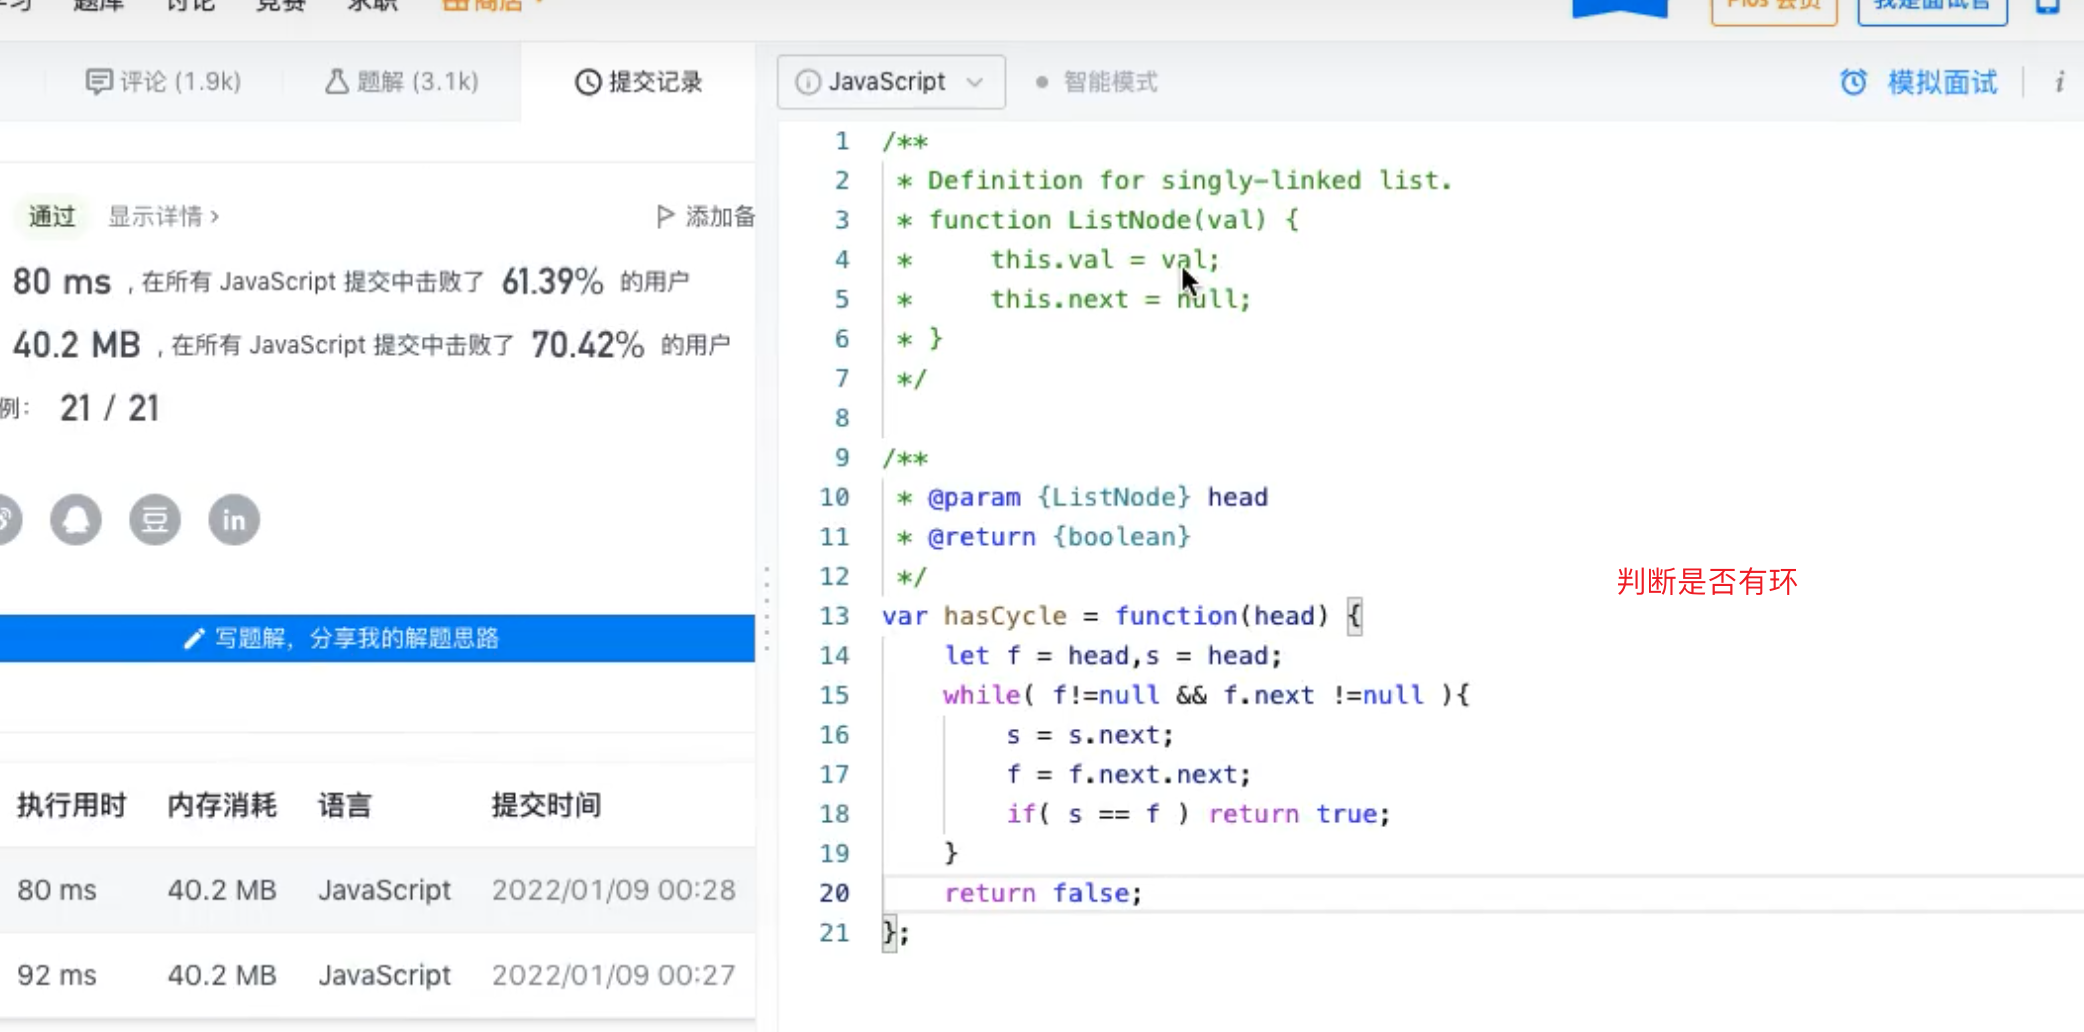 题库 讨论 竞赛 求职 商店
Plus 会员 我是面试官
评论 (1.9k) 题解 (3.1k) 提交记录
通过 显示详情 > 添加备
80 ms , 在所有 JavaScript 提交中击败了 61.39% 的用户
40.2 MB , 在所有 JavaScript 提交中击败了 70.42% 的用户
例: 21 / 21
豆 in
写题解, 分享我的解题思路
执行用时 内存消耗 语言 提交时间
80 ms 40.2 MB JavaScript 2022/01/09 00:28
92 ms 40.2 MB JavaScript 2022/01/09 00:27
JavaScript 智能模式 模拟面试 i
1 /**
2  * Definition for singly-linked list.
3  * function ListNode(val) {
4  *     this.val = val;
5  *     this.next = null;
6  * }
7  */
8
9 /**
10  * @param {ListNode} head
11  * @return {boolean}
12  */
判断是否有环
13 var hasCycle = function(head) {
14     let f = head,s = head;
15     while( f!=null && f.next !=null ){
16         s = s.next;
17         f = f.next.next;
18         if( s == f ) return true;
19     }
20     return false;
21 };